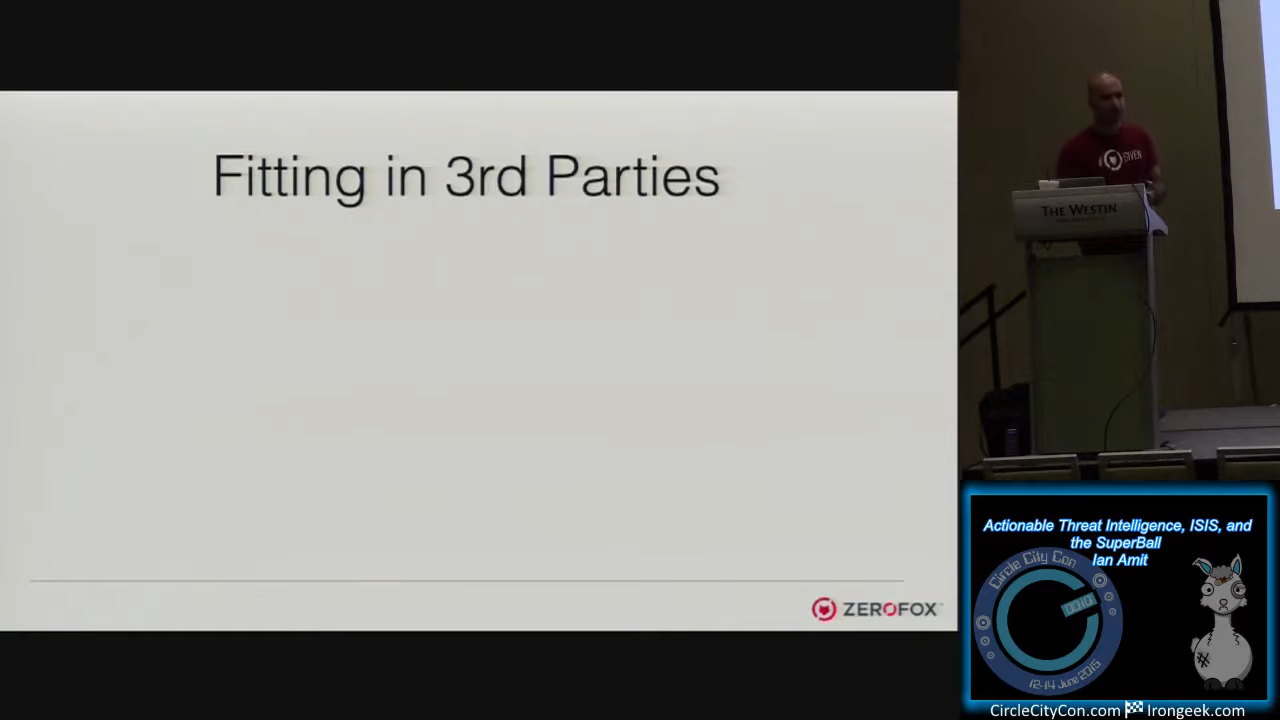 Fitting in 3rd Parties
ZEROFOX
THE WESTIN
Actionable Threat Intelligence, ISIS, and
the SuperBall
Ian Amit
Circle City Con
12-14 June 2015
CircleCityCon.com Irongeek.com